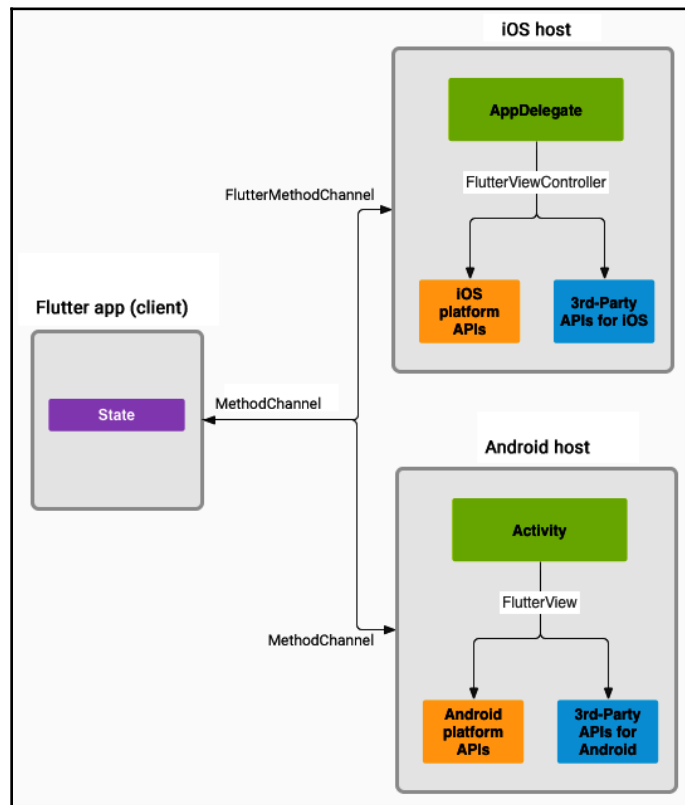 iOS host
AppDelegate
FlutterViewController
FlutterMethodChannel
iOS
platform
APIs
3rd-Party
APIs for iOS
Flutter app (client)
State
MethodChannel
Android host
Activity
FlutterView
MethodChannel
Android
platform
APIs
3rd-Party
APIs for
Android